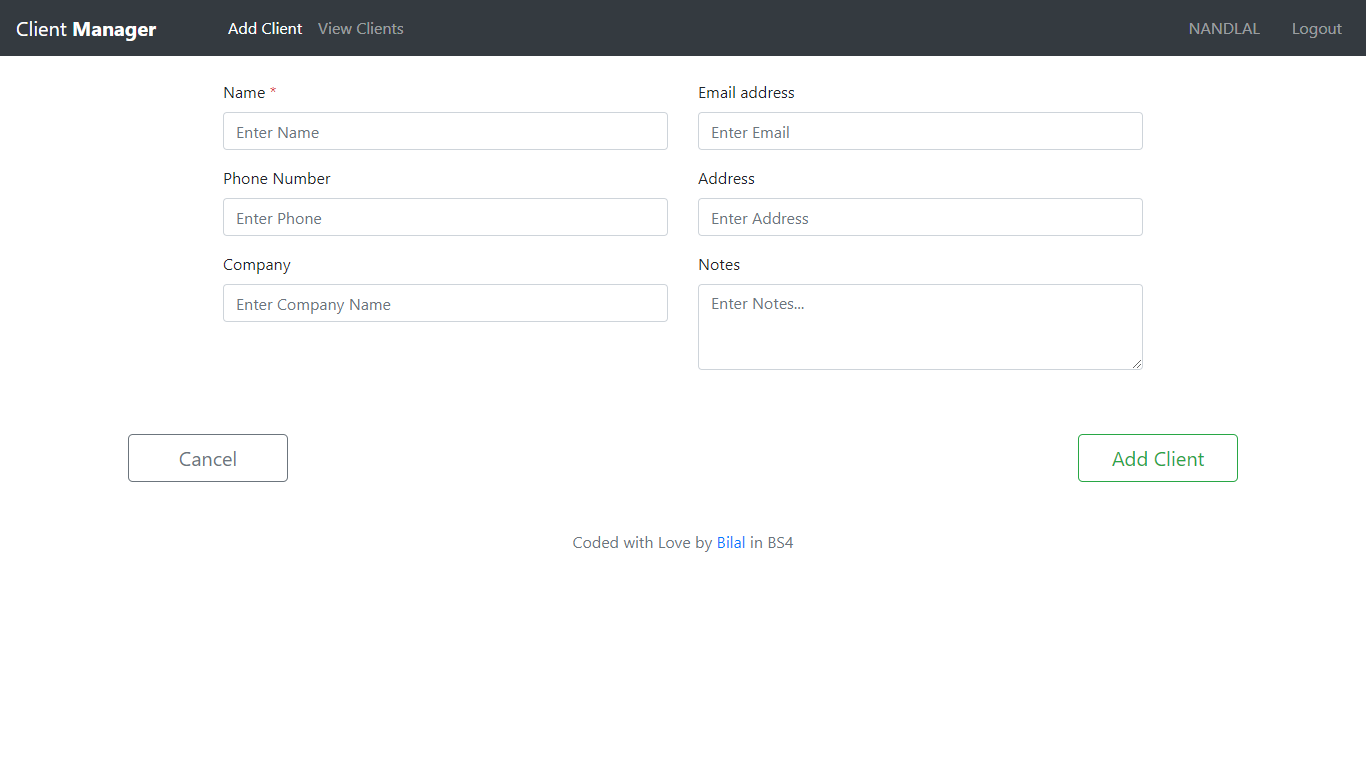 Client Manager Add Client View Clients NANDLAL Logout
Name * Email address
Enter Name Enter Email
Phone Number Address
Enter Phone Enter Address
Company Notes
Enter Company Name Enter Notes...
Cancel Add Client
Coded with Love by Bilal in BS4